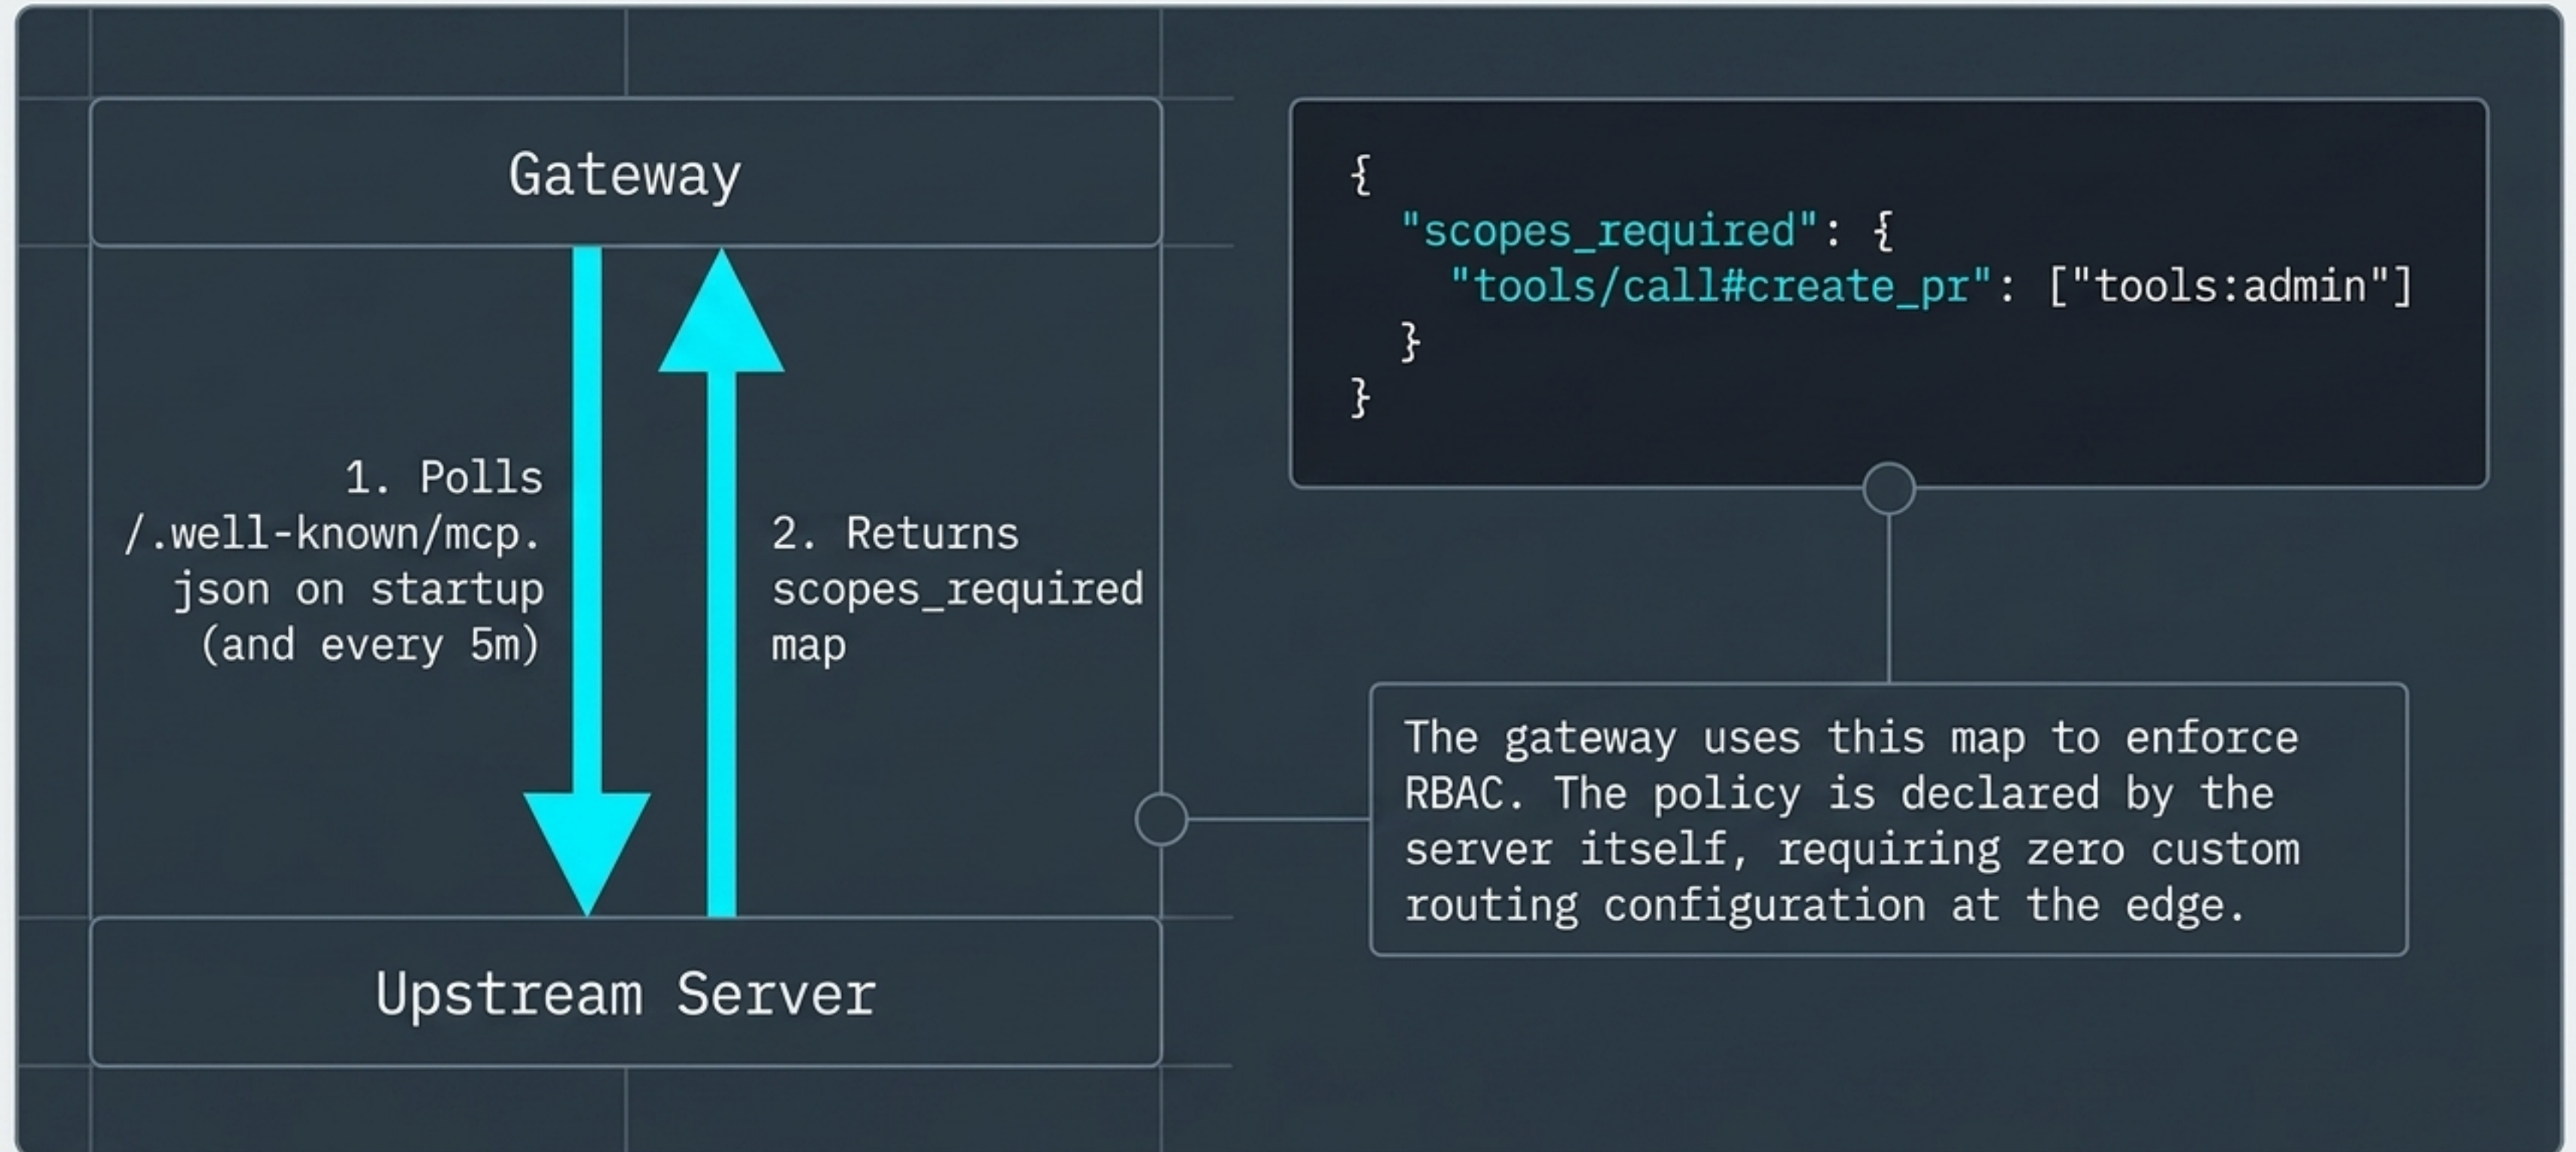 Gateway
1. Polls
/.well-known/mcp.
json on startup
(and every 5m)
2. Returns
scopes_required
map
Upstream Server
{
"scopes_required": {
"tools/call#create_pr": ["tools:admin"]
}
}
The gateway uses this map to enforce
RBAC. The policy is declared by the
server itself, requiring zero custom
routing configuration at the edge.